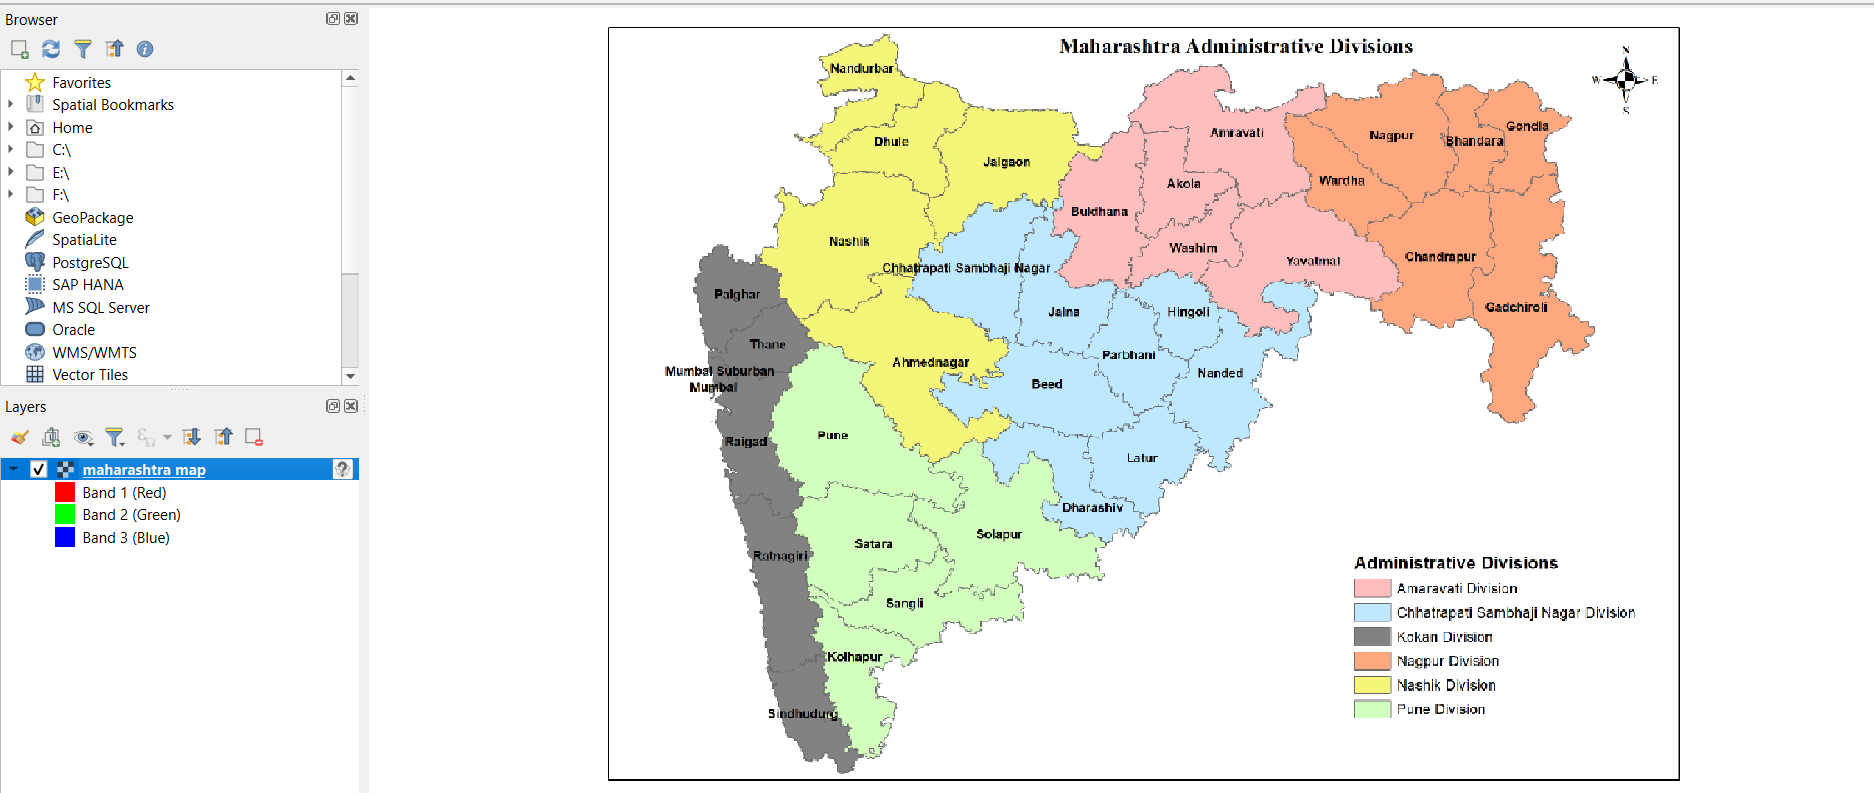 Browser
Favorites
Spatial Bookmarks
Home
C:\
E:\
F:\
GeoPackage
SpatiaLite
PostgreSQL
SAP HANA
MS SQL Server
Oracle
WMS/WMTS
Vector Tiles
Layers
maharashtra map
Band 1 (Red)
Band 2 (Green)
Band 3 (Blue)
Maharashtra Administrative Divisions
N
W E
S
Nandurbar
Dhule
Jalgaon
Nashik
Ahmednagar
Amravati
Akola
Buldhana
Washim
Yavatmal
Nagpur
Bhandara
Gondia
Wardha
Chandrapur
Gadchiroli
Chhatrapati Sambhaji Nagar
Jalna
Hingoli
Parbhani
Beed
Nanded
Latur
Dharashiv
Palghar
Thane
Mumbai Suburban
Mumbai
Raigad
Ratnagiri
Sindhudurg
Pune
Satara
Solapur
Sangli
Kolhapur
Administrative Divisions
Amaravati Division
Chhatrapati Sambhaji Nagar Division
Kokan Division
Nagpur Division
Nashik Division
Pune Division